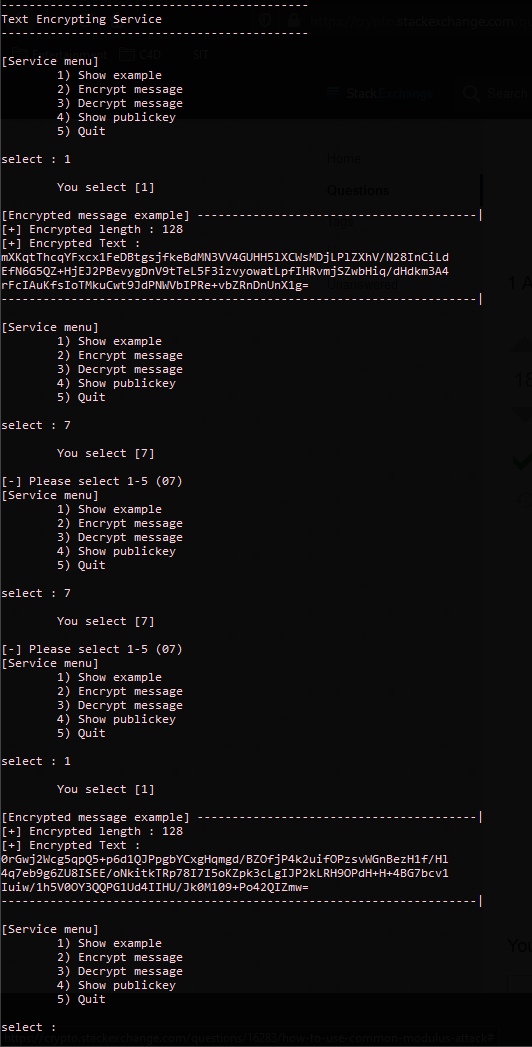 --------------------------------------------
Text Encrypting Service
--------------------------------------------
[Service menu]
1) Show example
2) Encrypt message
3) Decrypt message
4) Show publickey
5) Quit
select : 1
You select [1]
[Encrypted message example] ----------------------------------------|
[+] Encrypted length : 128
[+] Encrypted Text :
mXKqtThcqYFxcx1FeDBtgsjfkeBdMN3VV4GUHH5lXCWsMDjLPlZXhV/N28InCiLd
EfN6G5QZ+HjEJ2PBevygDnV9tTeL5F3izvyowatLpfIHRvmjSZwbHiq/dHdkm3A4
rFcIAuKfsIoTMkuCwt9JdPNWVbIPRe+vbZRnDnUnX1g=
--------------------------------------------------------------------|
[Service menu]
1) Show example
2) Encrypt message
3) Decrypt message
4) Show publickey
5) Quit
select : 7
You select [7]
[-] Please select 1-5 (07)
[Service menu]
1) Show example
2) Encrypt message
3) Decrypt message
4) Show publickey
5) Quit
select : 7
You select [7]
[-] Please select 1-5 (07)
[Service menu]
1) Show example
2) Encrypt message
3) Decrypt message
4) Show publickey
5) Quit
select : 1
You select [1]
[Encrypted message example] ----------------------------------------|
[+] Encrypted length : 128
[+] Encrypted Text :
0rGwj2Wcg5qpQ5+p6d1QJPpgbYCxgHqmgd/BZOfjP4k2uifOPzsvWGnBezH1f/Hl
4q7eb9g6ZU8ISEE/oNkitkTRp78I7I5oKZpk3cLgIJP2kLRH9OPdH+H+4BG7bcv1
Iuiw/1h5V0OY3QQPG1Ud4IIHU/Jk0M109+Po42QIZmw=
--------------------------------------------------------------------|
[Service menu]
1) Show example
2) Encrypt message
3) Decrypt message
4) Show publickey
5) Quit
select :
StackExchange
Search
Home
Questions